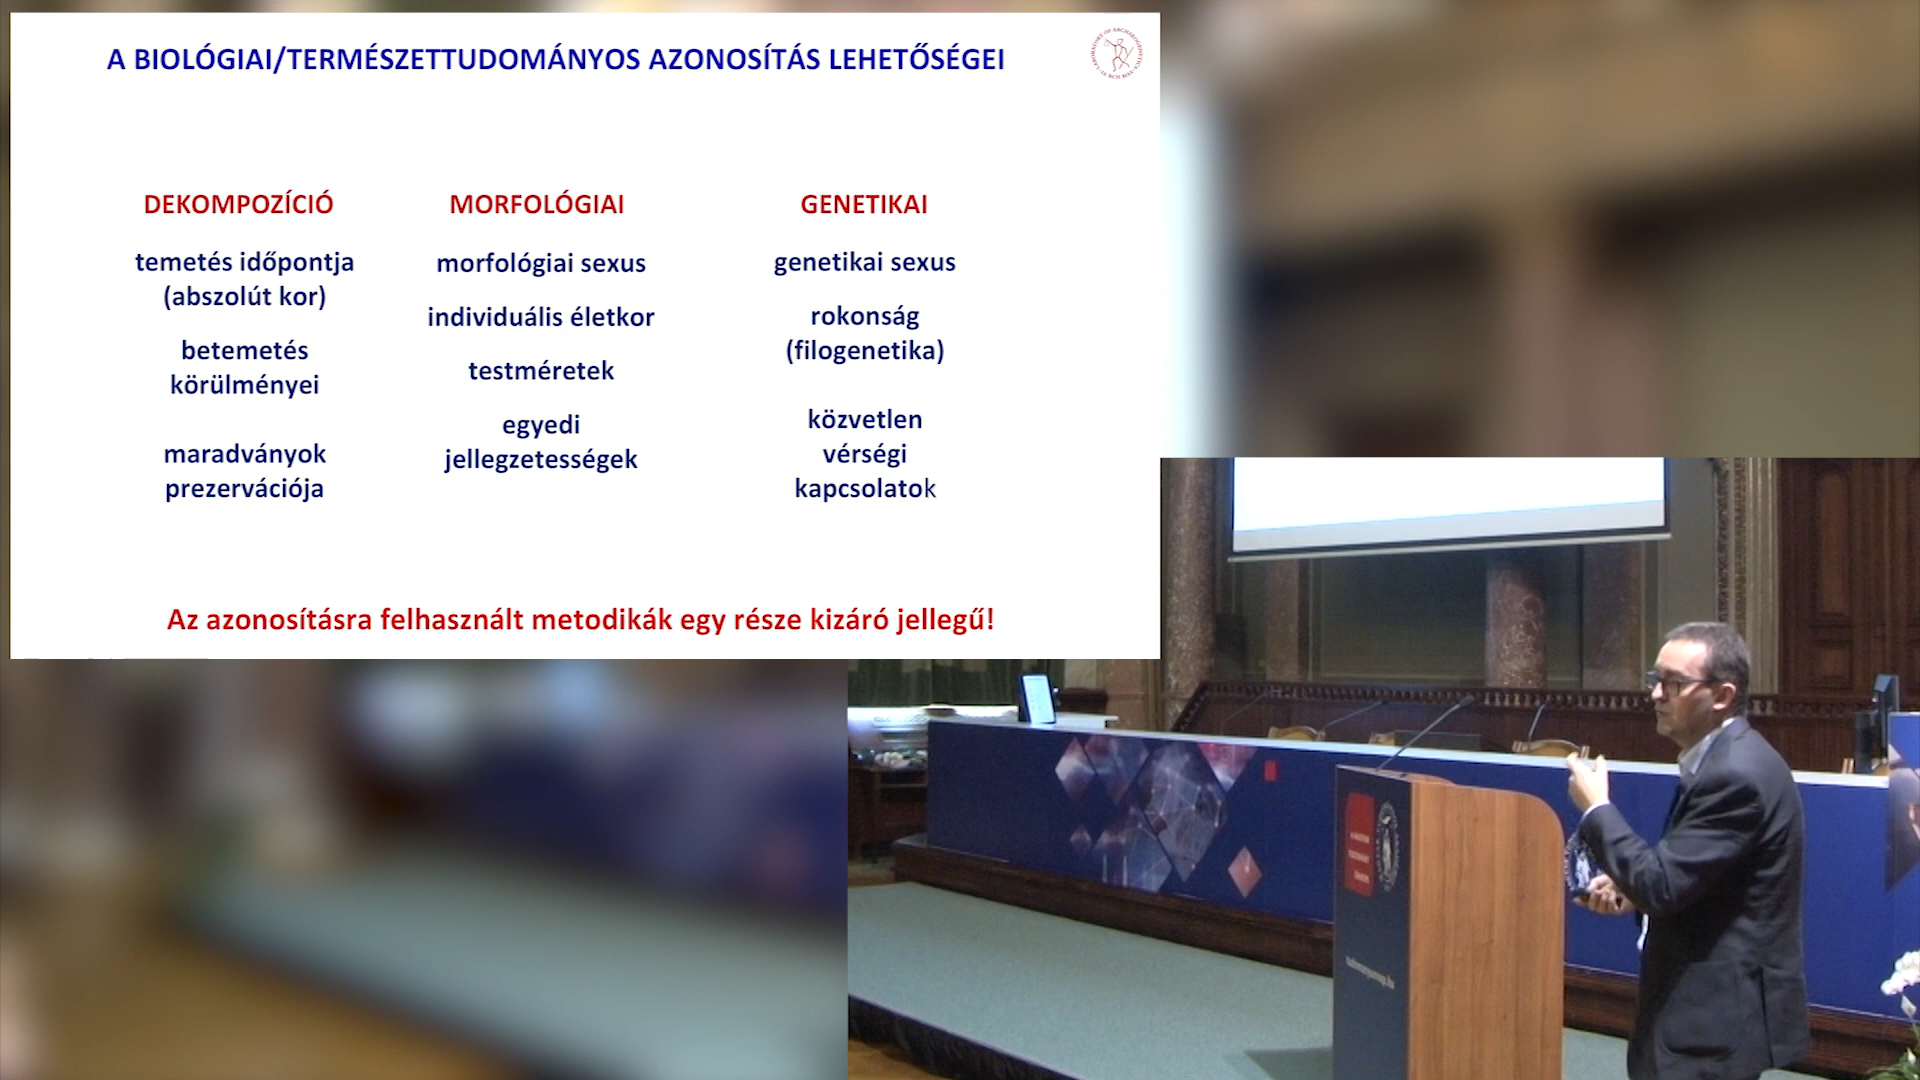 A BIOLÓGIAI/TERMÉSZETTUDOMÁNYOS AZONOSÍTÁS LEHETŐSÉGEI
DEKOMPOZÍCIÓ
temetés időpontja
(abszolút kor)
betemetés
körülményei
maradványok
prezervációja
MORFOLÓGIAI
morfológiai sexus
individuális életkor
testméretek
egyedi
jellegzetességek
GENETIKAI
genetikai sexus
rokonság
(filogenetika)
közvetlen
vérségi
kapcsolatok
Az azonosításra felhasznált metodikák egy része kizáró jellegű!